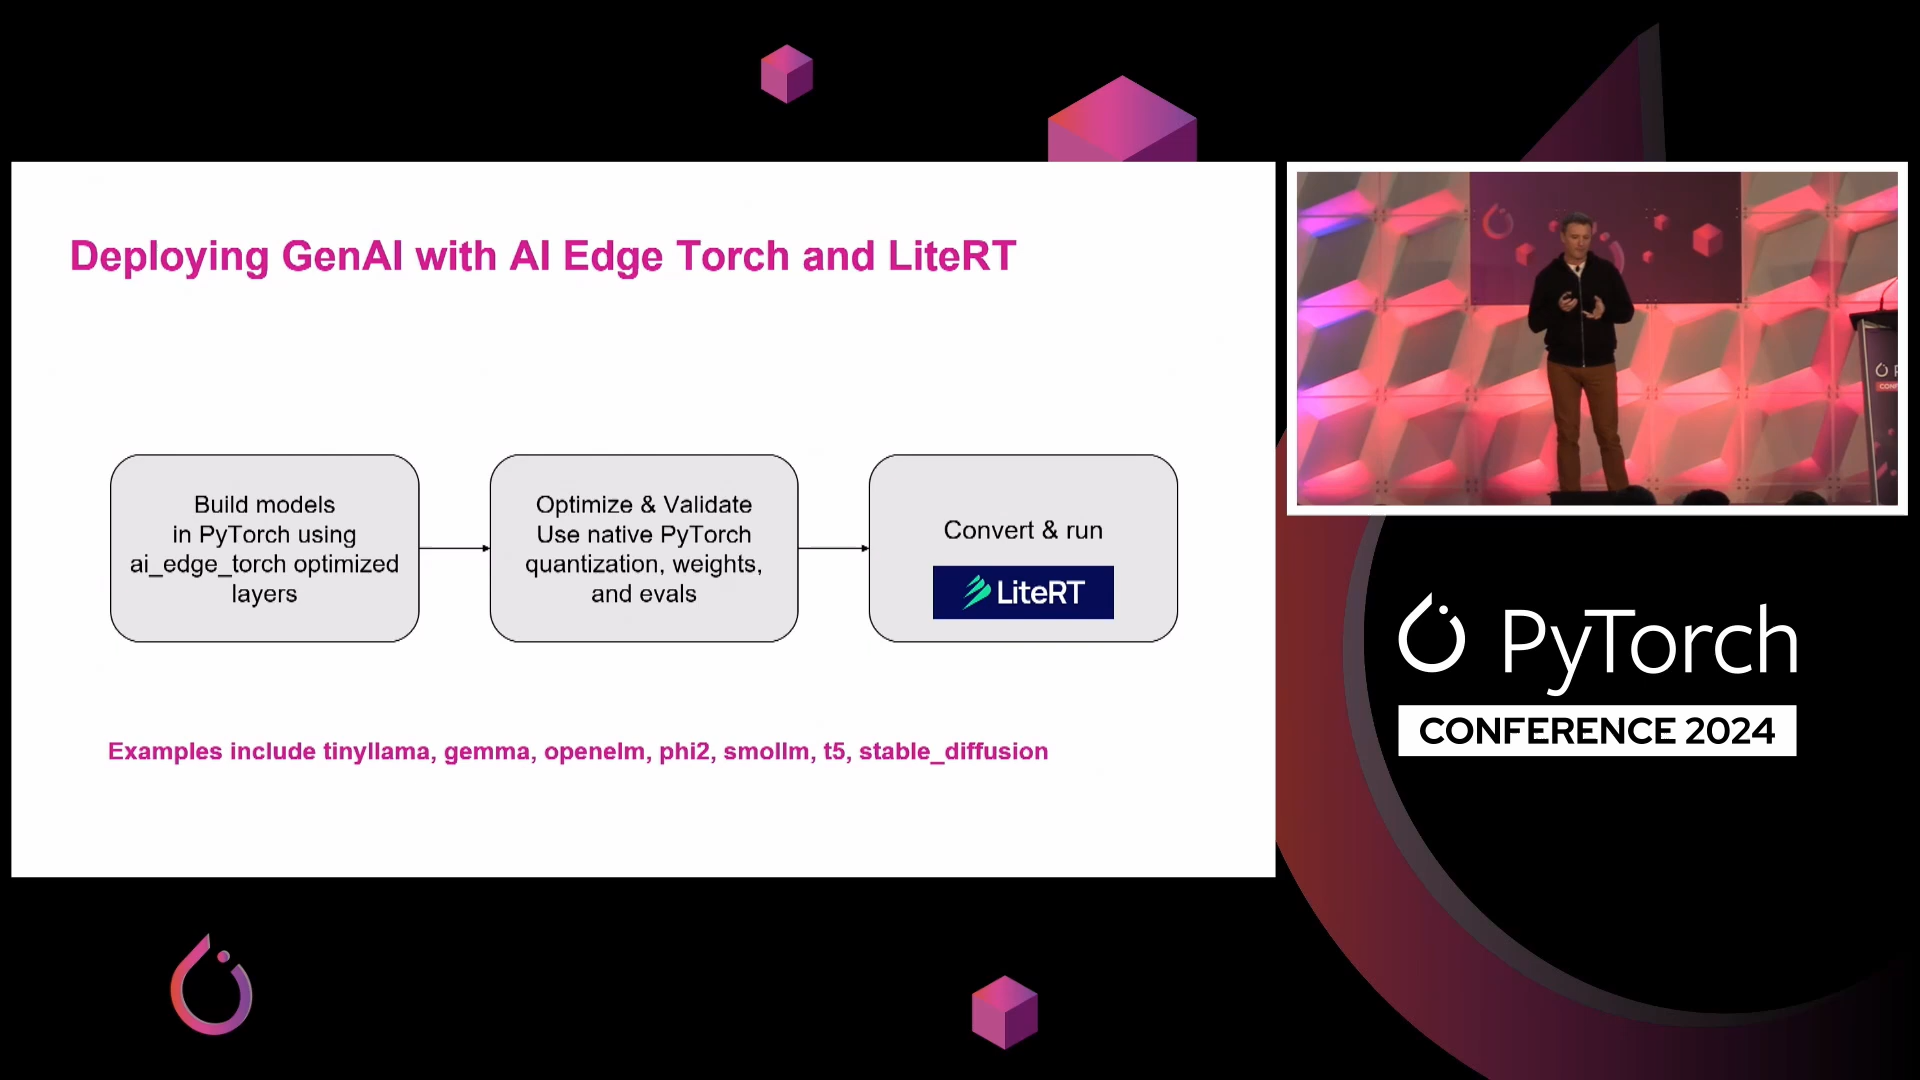 Deploying GenAI with AI Edge Torch and LiteRT
Build models
in PyTorch using
ai_edge_torch optimized
layers
Optimize & Validate
Use native PyTorch
quantization, weights,
and evals
Convert & run
LiteRT
Examples include tinyllama, gemma, openelm, phi2, smollm, t5, stable_diffusion
PyTorch
CONFERENCE 2024